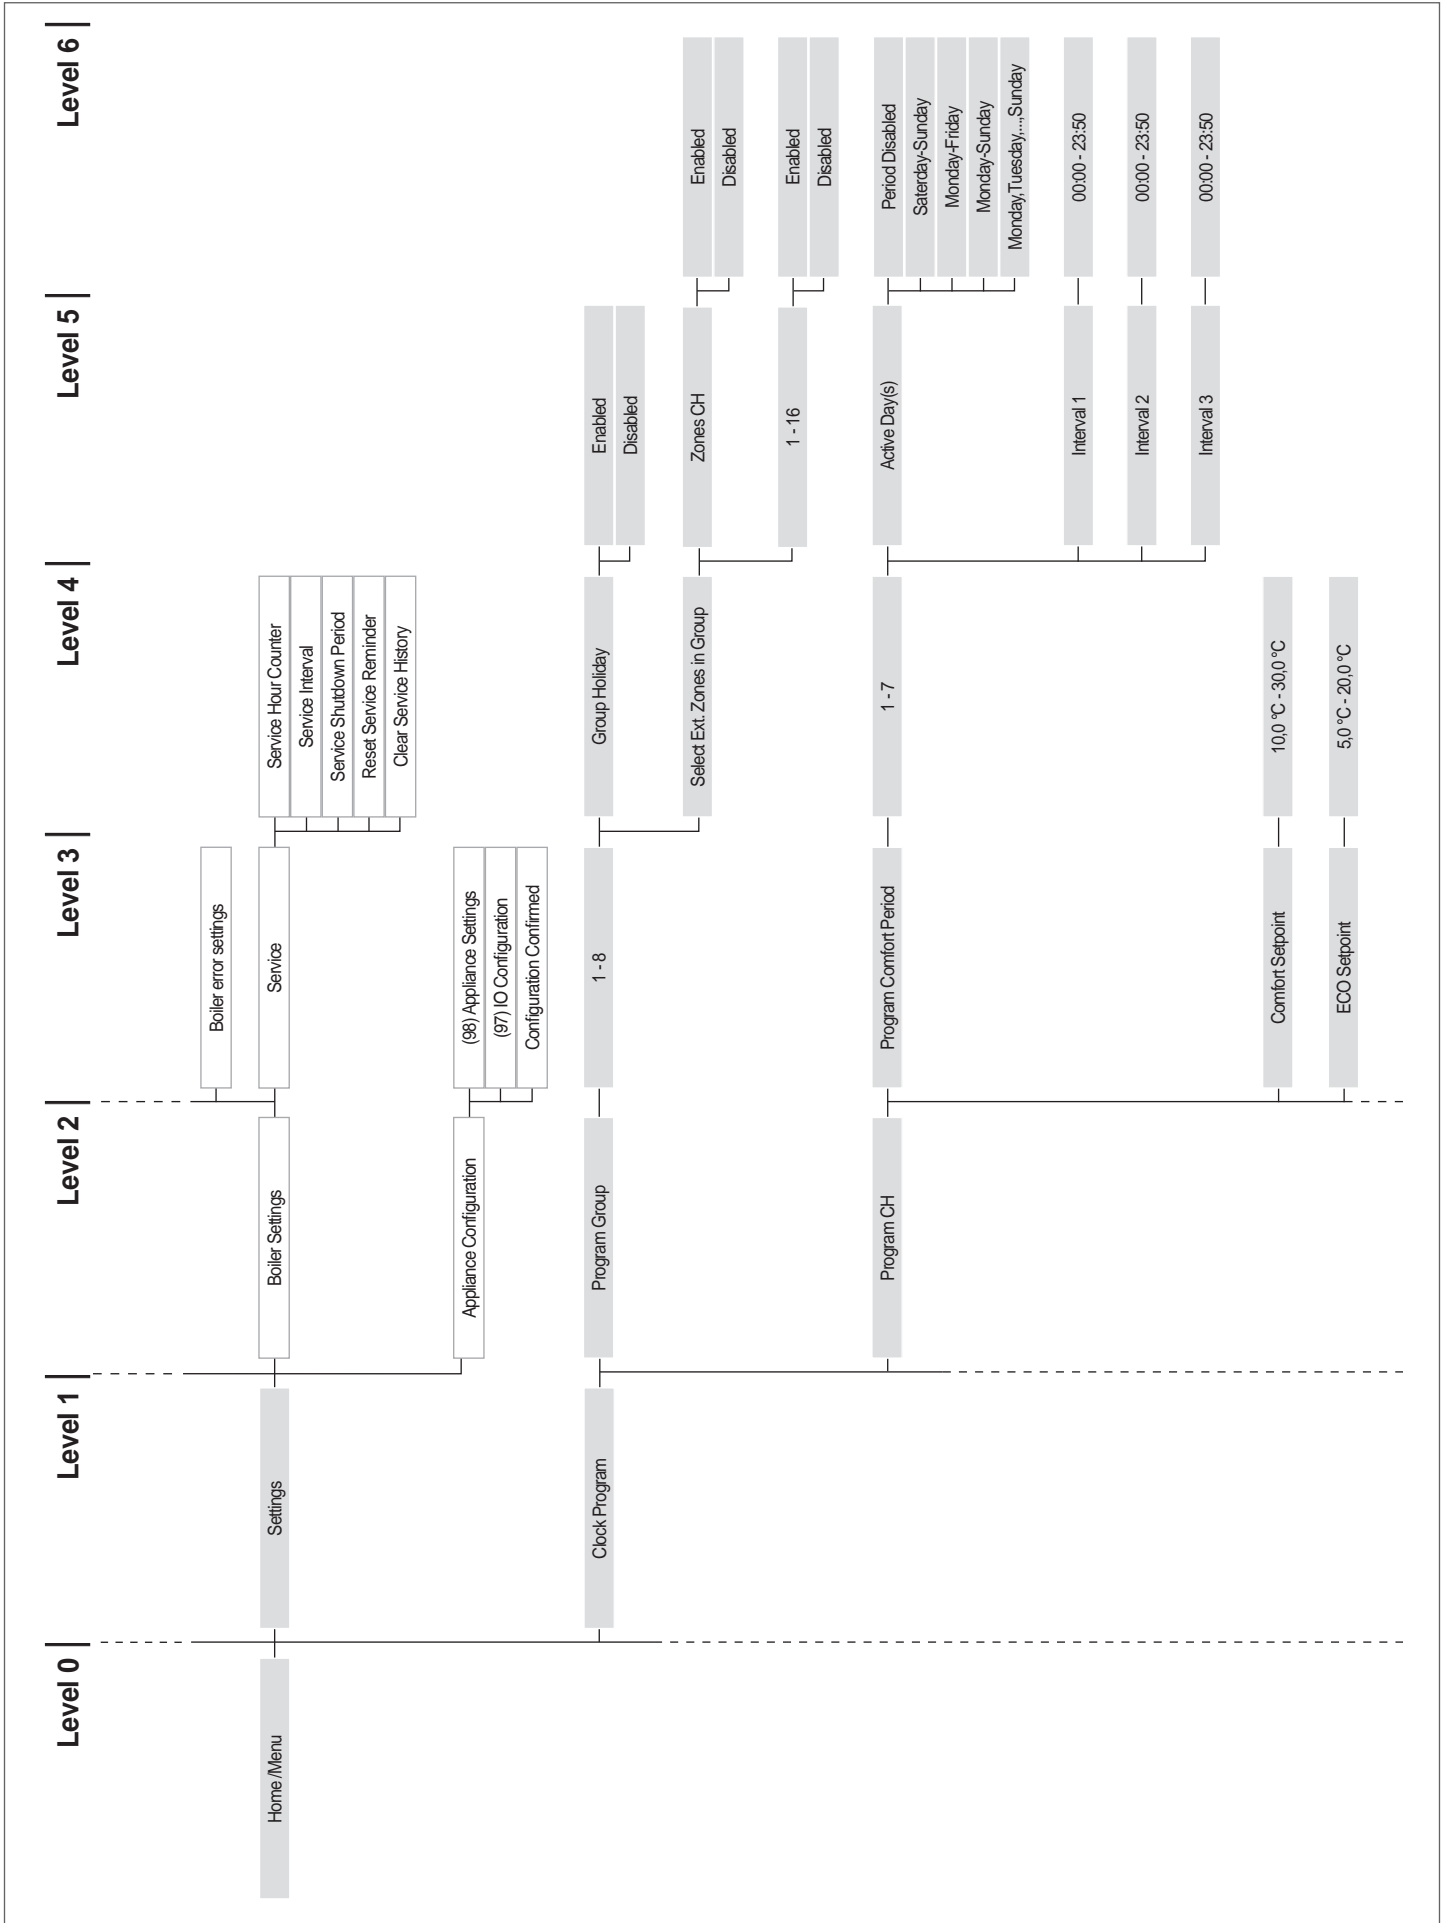 Level 0
Level 1
Level 2
Level 3
Level 4
Level 5
Level 6
Home /Menu
Settings
Boiler Settings
Boiler error settings
Service
Service Hour Counter
Service Interval
Service Shutdown Period
Reset Service Reminder
Clear Service History
Appliance Configuration
(98) Appliance Settings
(97) IO Configuration
Configuration Confirmed
Clock Program
Program Group
1 - 8
Group Holiday
Enabled
Disabled
Select Ext. Zones in Group
Zones CH
Enabled
Disabled
1 - 16
Enabled
Disabled
Program CH
Program Comfort Period
1 - 7
Active Day(s)
Period Disabled
Saterday-Sunday
Monday-Friday
Monday-Sunday
Monday,Tuesday,...,Sunday
Interval 1
00:00 - 23:50
Interval 2
00:00 - 23:50
Interval 3
00:00 - 23:50
Comfort Setpoint
10,0 °C - 30,0 °C
ECO Setpoint
5,0 °C - 20,0 °C